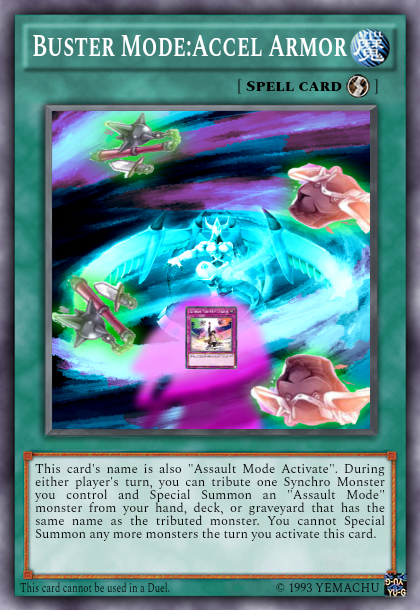 BUSTER MODE:ACCEL ARMOR 魔
[ SPELL CARD ]
This card's name is also "Assault Mode Activate". During
either player's turn, you can tribute one Synchro Monster
you control and Special Summon an "Assault Mode"
monster from your hand, deck, or graveyard that has the
same name as the tributed monster. You cannot Special
Summon any more monsters the turn you activate this card.
This card cannot be used in a Duel.
© 1993 YEMACHU